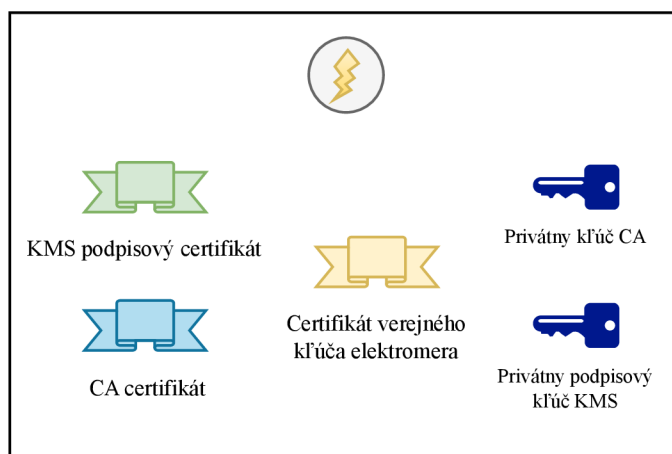 KMS podpisový certifikát
CA certifikát
Certifikát verejného
kľúča elektromera
Privátny kľúč CA
Privátny podpisový
kľúč KMS